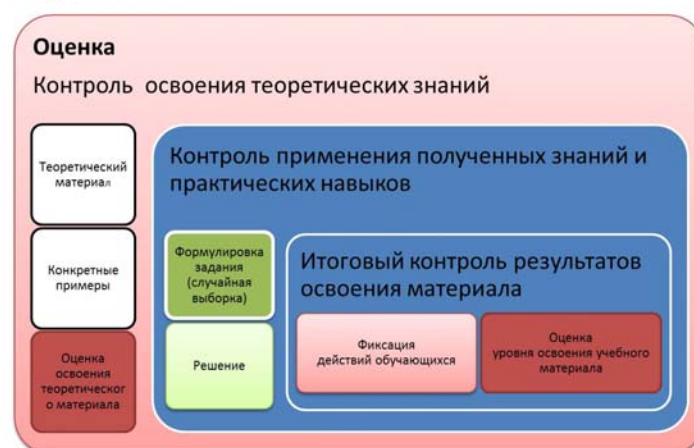 Оценка
Контроль освоения теоретических знаний
Теоретический
материал
Контроль применения полученных знаний и
практических навыков
Конкретные
примеры
Формулировка
задания
(случайная
выборка)
Итоговый контроль результатов
освоения материала
Оценка
освоения
теоретическог
о материала
Решение
Фиксация
действий обучающихся
Оценка
уровня освоения учебного
материала